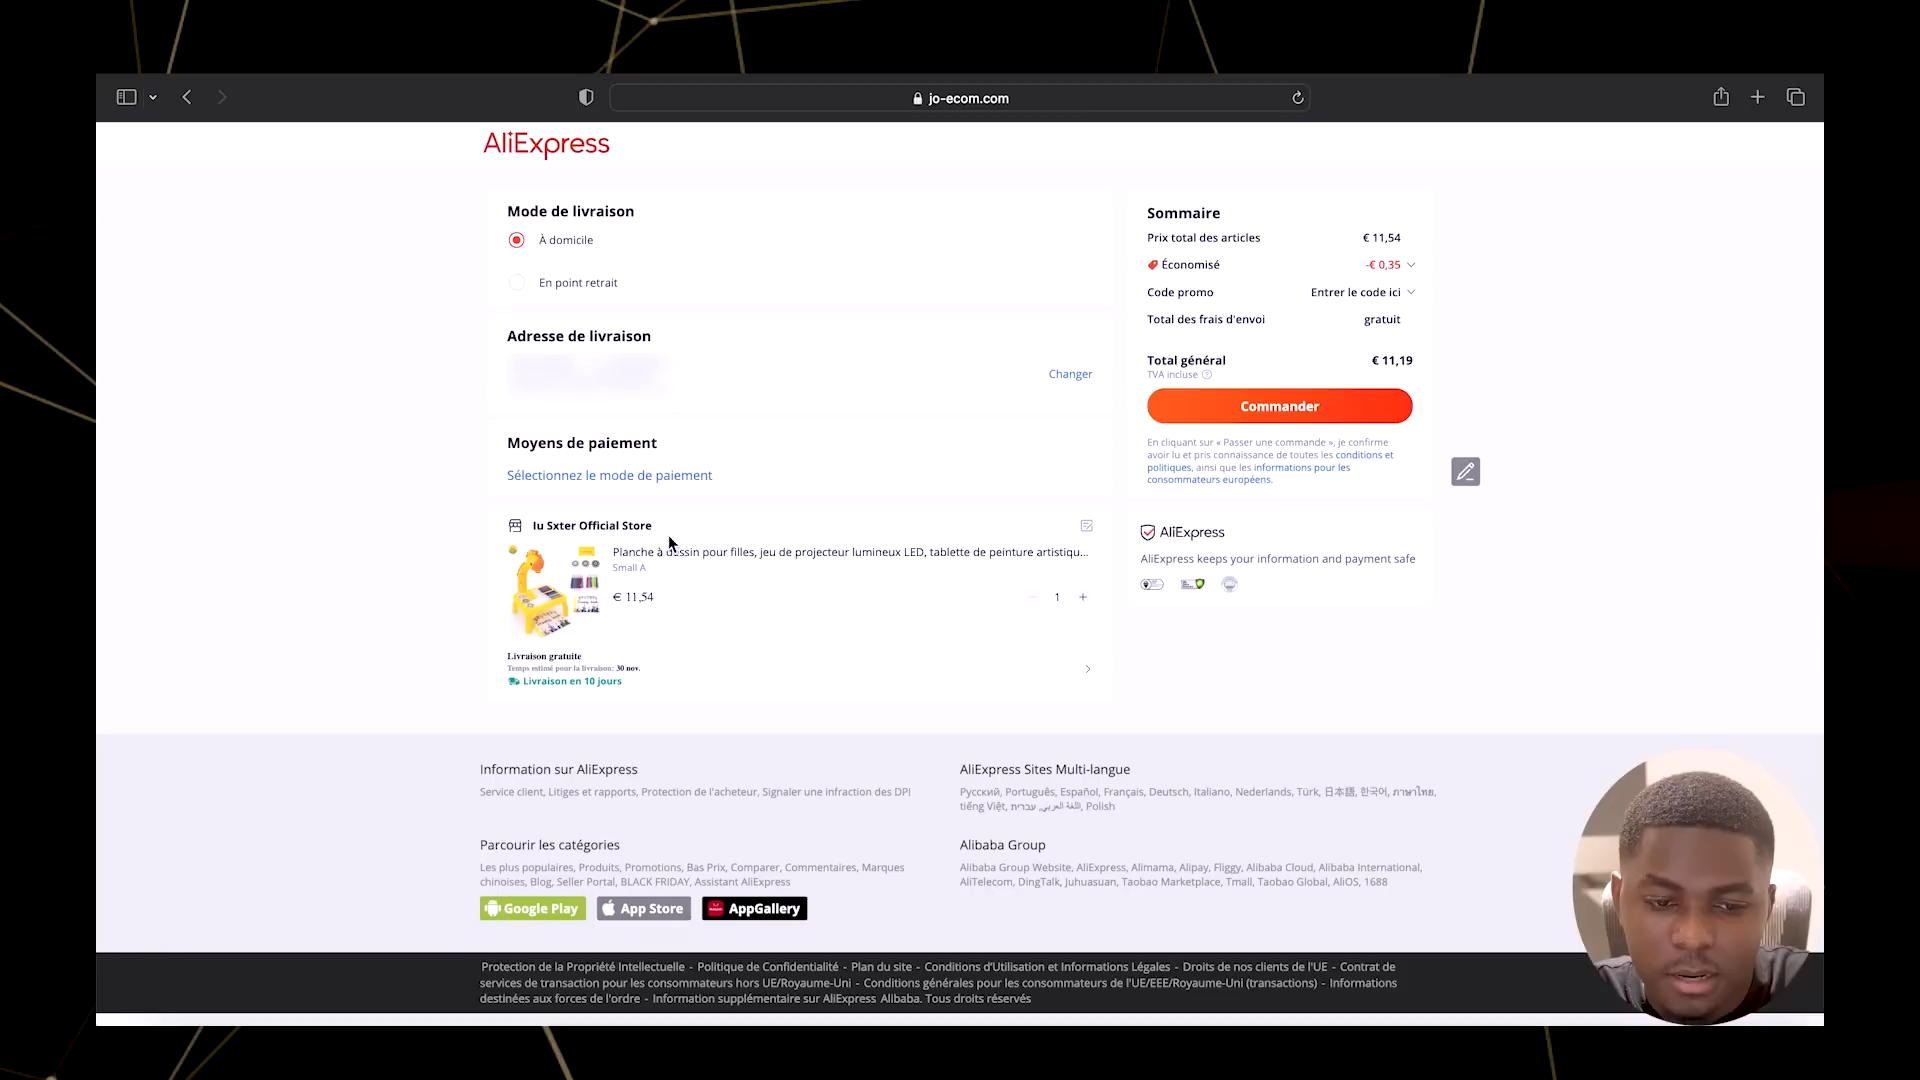 jo-ecom.com
AliExpress
Mode de livraison
À domicile
En point retrait
Adresse de livraison
Changer
Moyens de paiement
Sélectionnez le mode de paiement
Iu Sxter Official Store
Planche à dessin pour filles, jeu de projecteur lumineux LED, tablette de peinture artistiqu...
Small A
€ 11,54
1
Livraison gratuite
Temps estimé pour la livraison: 30 nov.
Livraison en 10 jours
Sommaire
Prix total des articles € 11,54
Économisé -€ 0,35
Code promo Entrer le code ici
Total des frais d'envoi gratuit
Total général € 11,19
TVA incluse
Commander
En cliquant sur « Passer une commande », je confirme
avoir lu et pris connaissance de toutes les conditions et
politiques, ainsi que les informations pour les
consommateurs européens.
AliExpress
AliExpress keeps your information and payment safe
Information sur AliExpress
Service client, Litiges et rapports, Protection de l'acheteur, Signaler une infraction des DPI
AliExpress Sites Multi-langue
Русский, Português, Español, Français, Deutsch, Italiano, Nederlands, Türk, 日本語, 한국어, ภาษาไทย,
tiếng Việt, اللغة العربية, עברית, Polish
Parcourir les catégories
Les plus populaires, Produits, Promotions, Bas Prix, Comparer, Commentaires, Marques
chinoises, Blog, Seller Portal, BLACK FRIDAY, Assistant AliExpress
Alibaba Group
Alibaba Group Website, AliExpress, Alimama, Alipay, Fliggy, Alibaba Cloud, Alibaba International,
AliTelecom, DingTalk, Juhuasuan, Taobao Marketplace, Tmall, Taobao Global, AliOS, 1688
Google Play
App Store
AppGallery
Protection de la Propriété Intellectuelle - Politique de Confidentialité - Plan du site - Conditions d'Utilisation et Informations Légales - Droits de nos clients de l'UE - Contrat de
services de transaction pour les consommateurs hors UE/Royaume-Uni - Conditions générales pour les consommateurs de l'UE/EEE/Royaume-Uni (transactions) - Informations
destinées aux forces de l'ordre - Information supplémentaire sur AliExpress Alibaba. Tous droits réservés